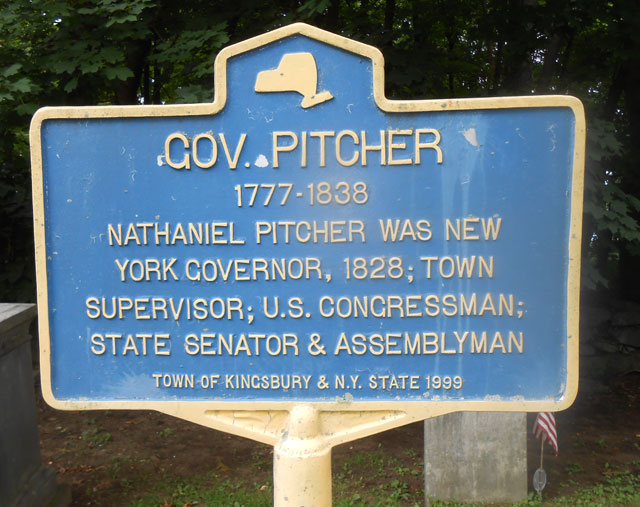 GOV. PITCHER
1777-1838
NATHANIEL PITCHER WAS NEW
YORK GOVERNOR, 1828; TOWN
SUPERVISOR; U.S. CONGRESSMAN;
STATE SENATOR & ASSEMBLYMAN
TOWN OF KINGSBURY & N.Y. STATE 1999